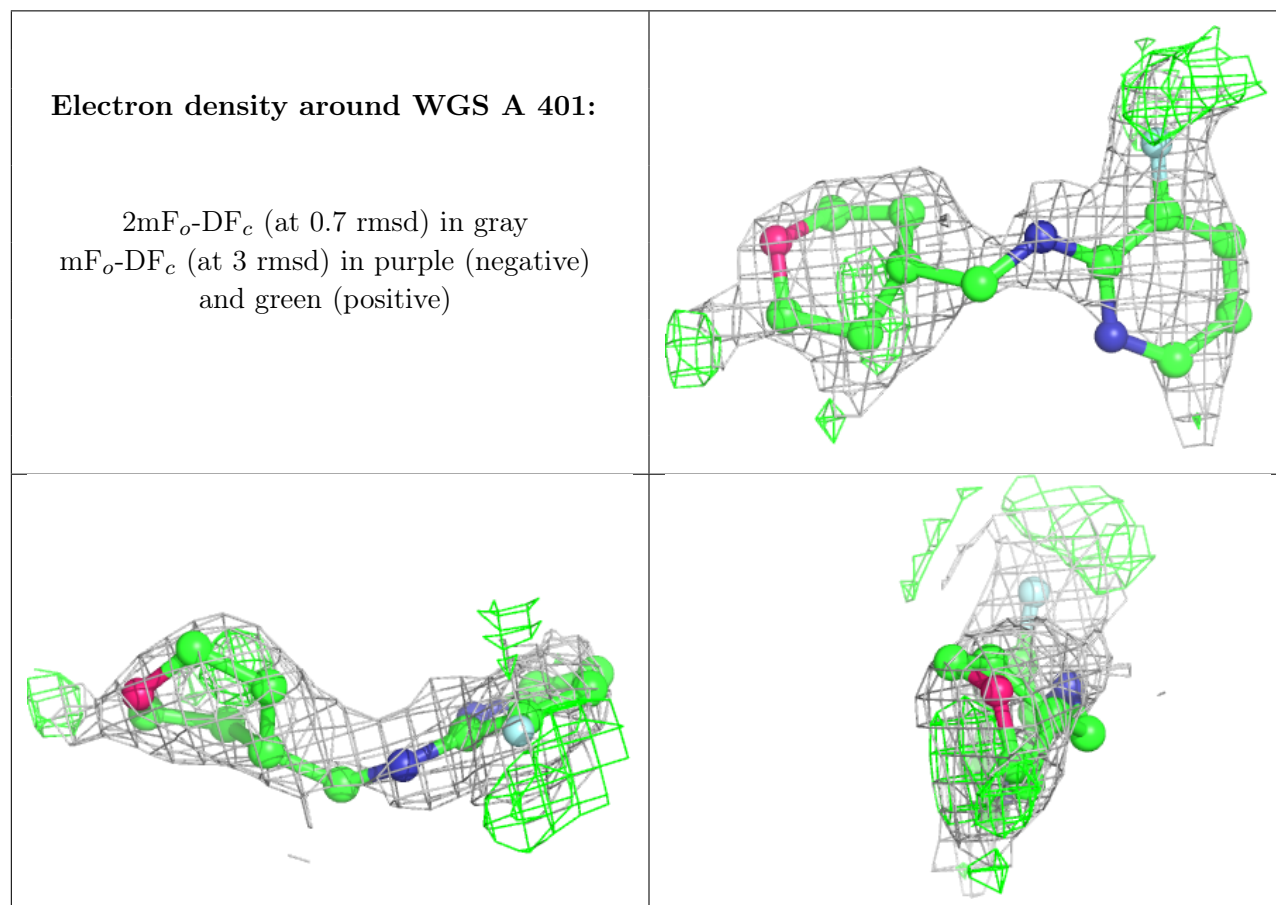 Electron density around WGS A 401:
2mFo-DFc (at 0.7 rmsd) in gray
mFo-DFc (at 3 rmsd) in purple (negative)
and green (positive)